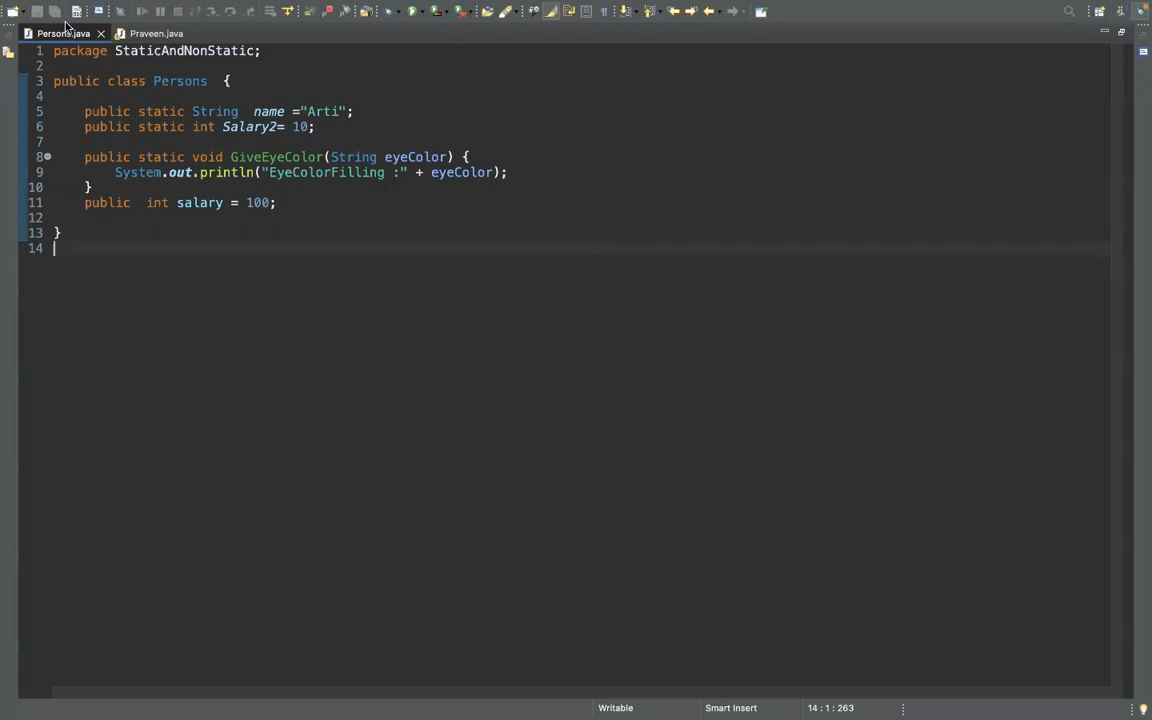 Persons.java Praveen.java
1 package StaticAndNonStatic;
2
3 public class Persons {
4
5 public static String name ="Arti";
6 public static int Salary2= 10;
7
8 public static void GiveEyeColor(String eyeColor) {
9 System.out.println("EyeColorFilling :" + eyeColor);
10 }
11 public int salary = 100;
12
13 }
14
Writable Smart Insert 14 : 1 : 263